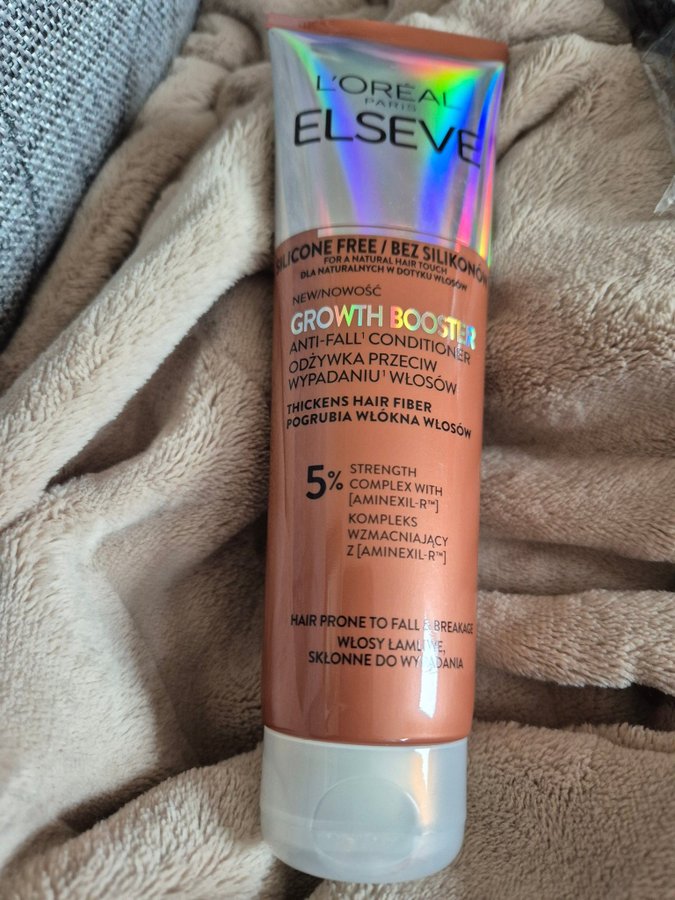 L'ORÉAL
PARIS
ELSEVE
SILICONE FREE / BEZ SILIKONÓW
FOR A NATURAL HAIR TOUCH
DLA NATURALNYCH W DOTYKU WŁOSÓW
NEW/NOWOŚĆ
GROWTH BOOSTER
ANTI-FALL¹ CONDITIONER
ODŻYWKA PRZECIW
WYPADANIU¹ WŁOSÓW
THICKENS HAIR FIBER
POGRUBIA WŁÓKNA WŁOSÓW
5% STRENGTH
COMPLEX WITH
[AMINEXIL-R™]
KOMPLEKS
WZMACNIAJĄCY
Z [AMINEXIL-R™]
HAIR PRONE TO FALL & BREAKAGE
WŁOSY ŁAMLIWE,
SKŁONNE DO WYPADANIA